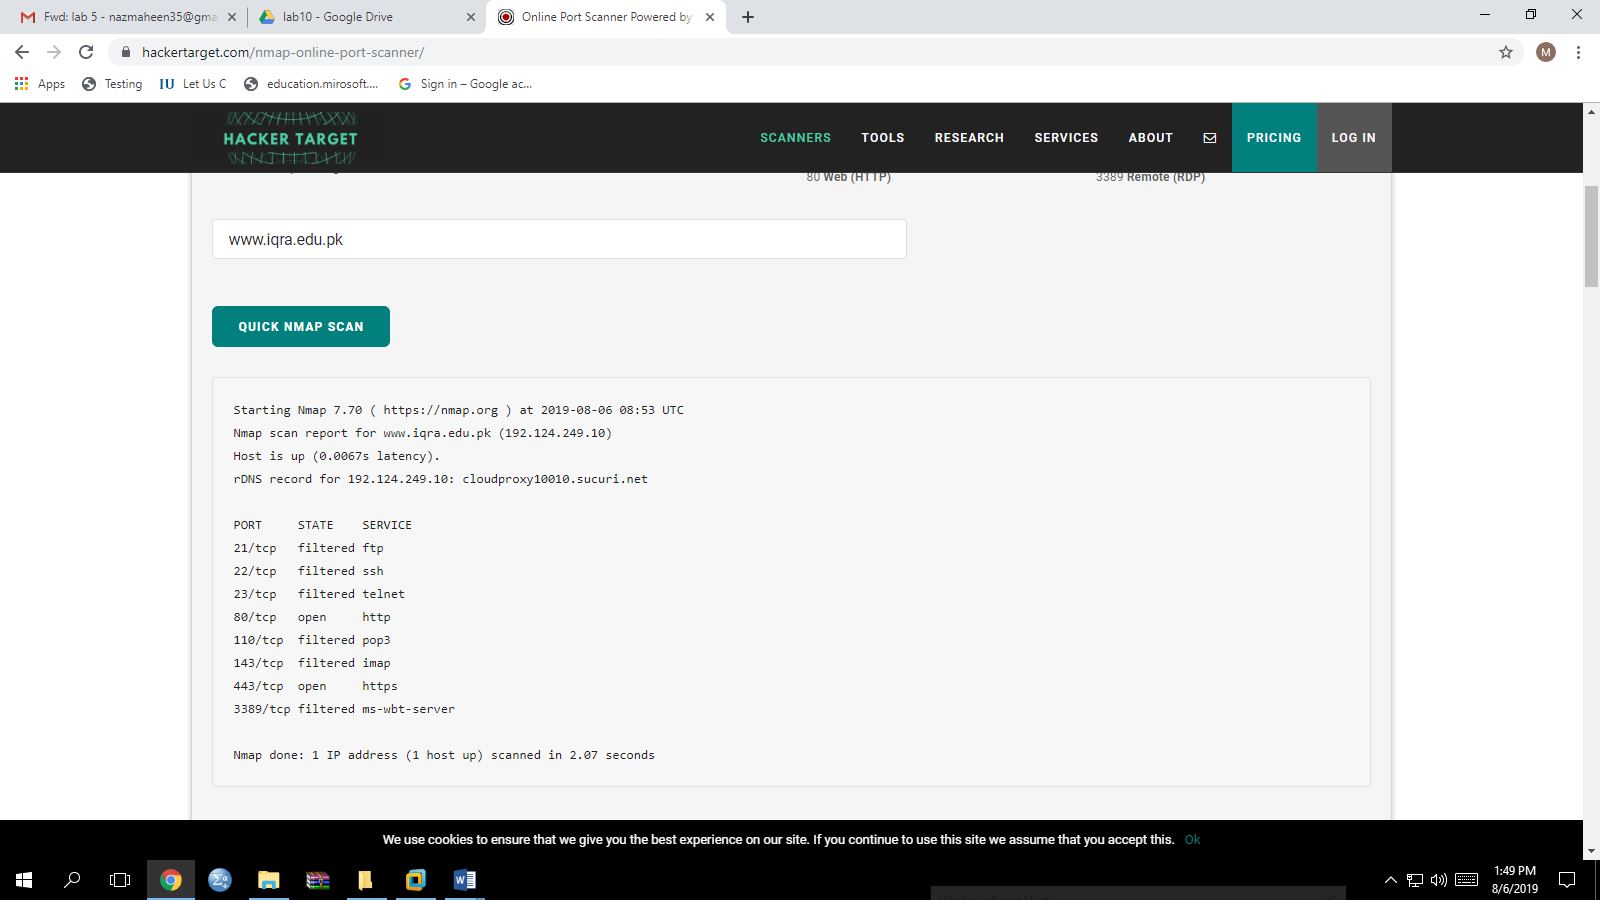 Fwd: lab 5 - nazmaheen35@gma
lab10 - Google Drive
Online Port Scanner Powered by
hackertarget.com/nmap-online-port-scanner/
M
Apps
Testing
IU Let Us C
education.mirosoft....
G Sign in – Google ac...
HACKER TARGET
SCANNERS
TOOLS
RESEARCH
SERVICES
ABOUT
PRICING
LOG IN
80 Web (HTTP)
3389 Remote (RDP)
www.iqra.edu.pk
QUICK NMAP SCAN
Starting Nmap 7.70 ( https://nmap.org ) at 2019-08-06 08:53 UTC
Nmap scan report for www.iqra.edu.pk (192.124.249.10)
Host is up (0.0067s latency).
rDNS record for 192.124.249.10: cloudproxy10010.sucuri.net
PORT STATE SERVICE
21/tcp filtered ftp
22/tcp filtered ssh
23/tcp filtered telnet
80/tcp open http
110/tcp filtered pop3
143/tcp filtered imap
443/tcp open https
3389/tcp filtered ms-wbt-server
Nmap done: 1 IP address (1 host up) scanned in 2.07 seconds
We use cookies to ensure that we give you the best experience on our site. If you continue to use this site we assume that you accept this. Ok
1:49 PM
8/6/2019